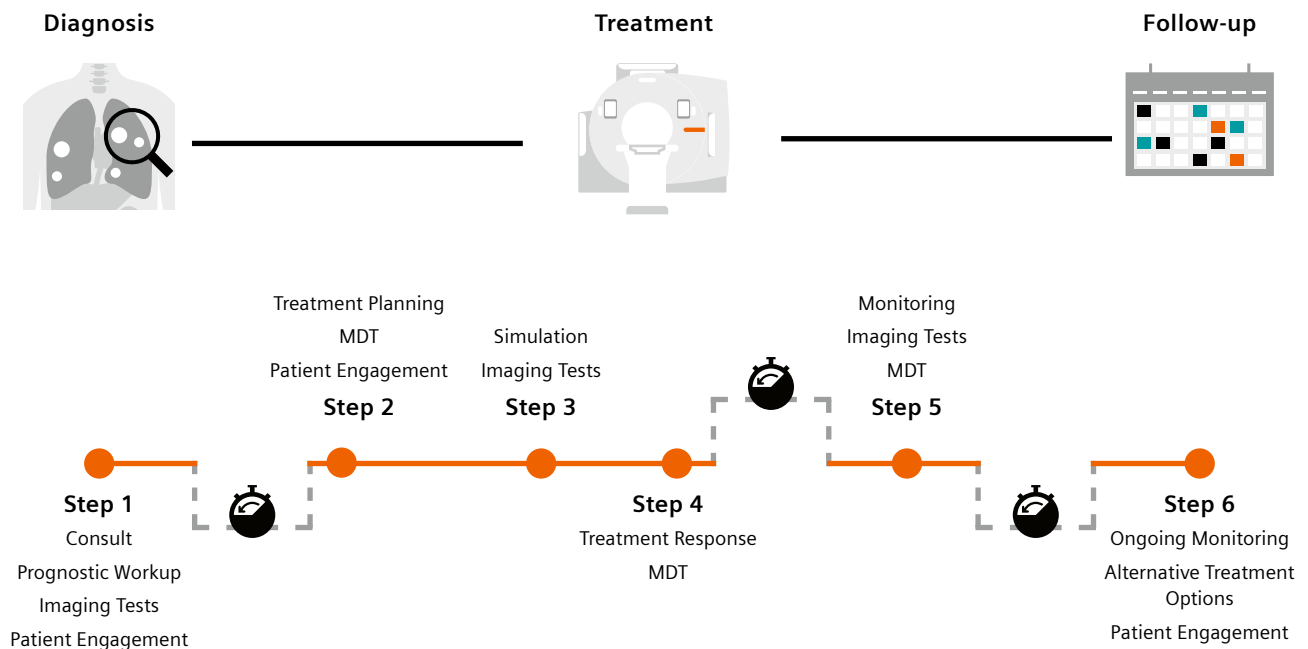 Diagnosis
Treatment
Follow-up
Treatment Planning
MDT
Patient Engagement
Step 2
Simulation
Imaging Tests
Step 3
Monitoring
Imaging Tests
MDT
Step 5
Step 1
Consult
Prognostic Workup
Imaging Tests
Patient Engagement
Step 4
Treatment Response
MDT
Step 6
Ongoing Monitoring
Alternative Treatment
Options
Patient Engagement